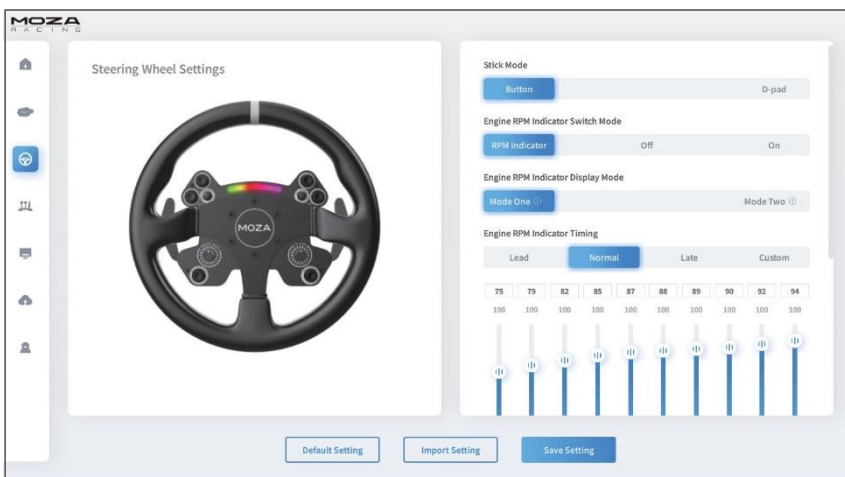 MOZA
RACING
Steering Wheel Settings
MOZA
Stick Mode
Button D-pad
Engine RPM Indicator Switch Mode
RPM Indicator Off On
Engine RPM Indicator Display Mode
Mode One Mode Two
Engine RPM Indicator Timing
Lead Normal Late Custom
75 79 82 85 87 88 89 90 92 94
100 100 100 100 100 100 100 100 100 100
Default Setting Import Setting Save Setting